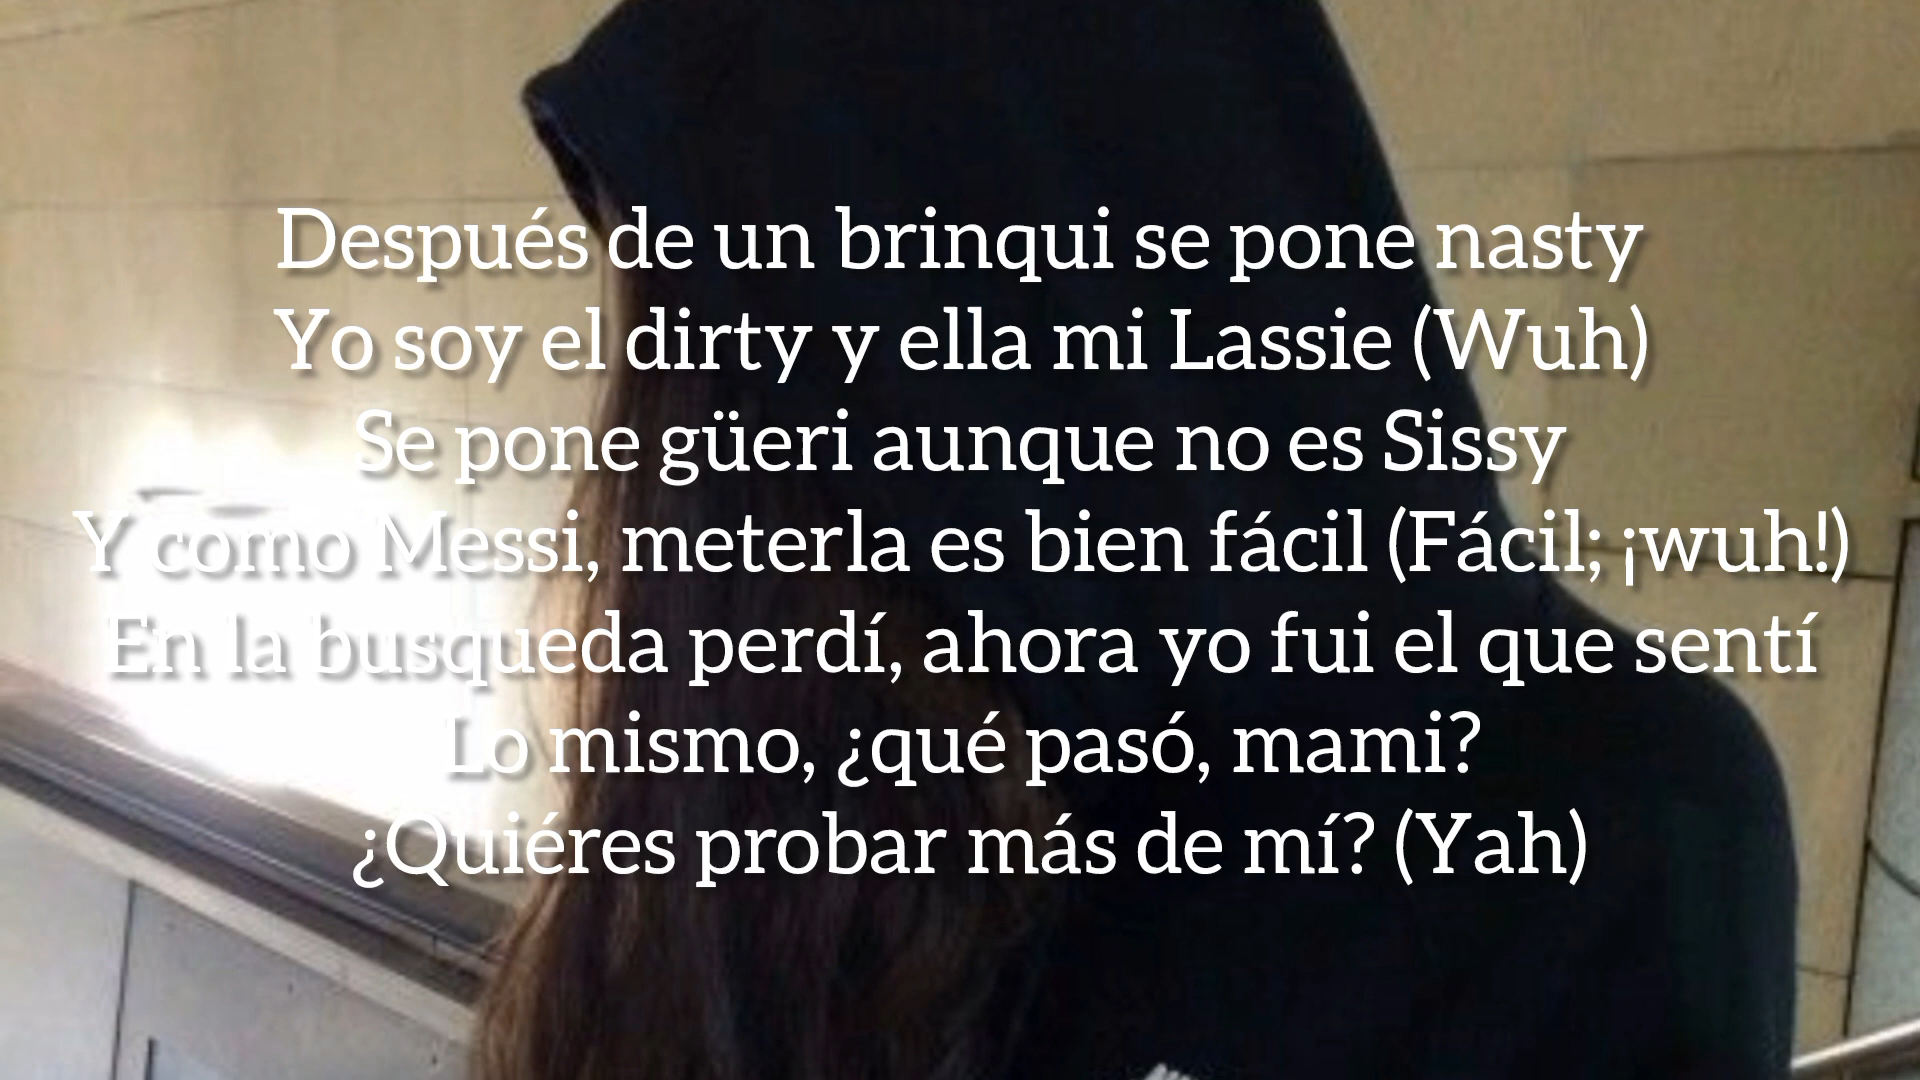 Después de un brinqui se pone nasty
Yo soy el dirty y ella mi Lassie (Wuh)
Se pone güeri aunque no es Sissy
Y como Messi, meterla es bien fácil (Fácil; ¡wuh!)
En la busqueda perdí, ahora yo fui el que sentí
Lo mismo, ¿qué pasó, mami?
¿Quiéres probar más de mí? (Yah)